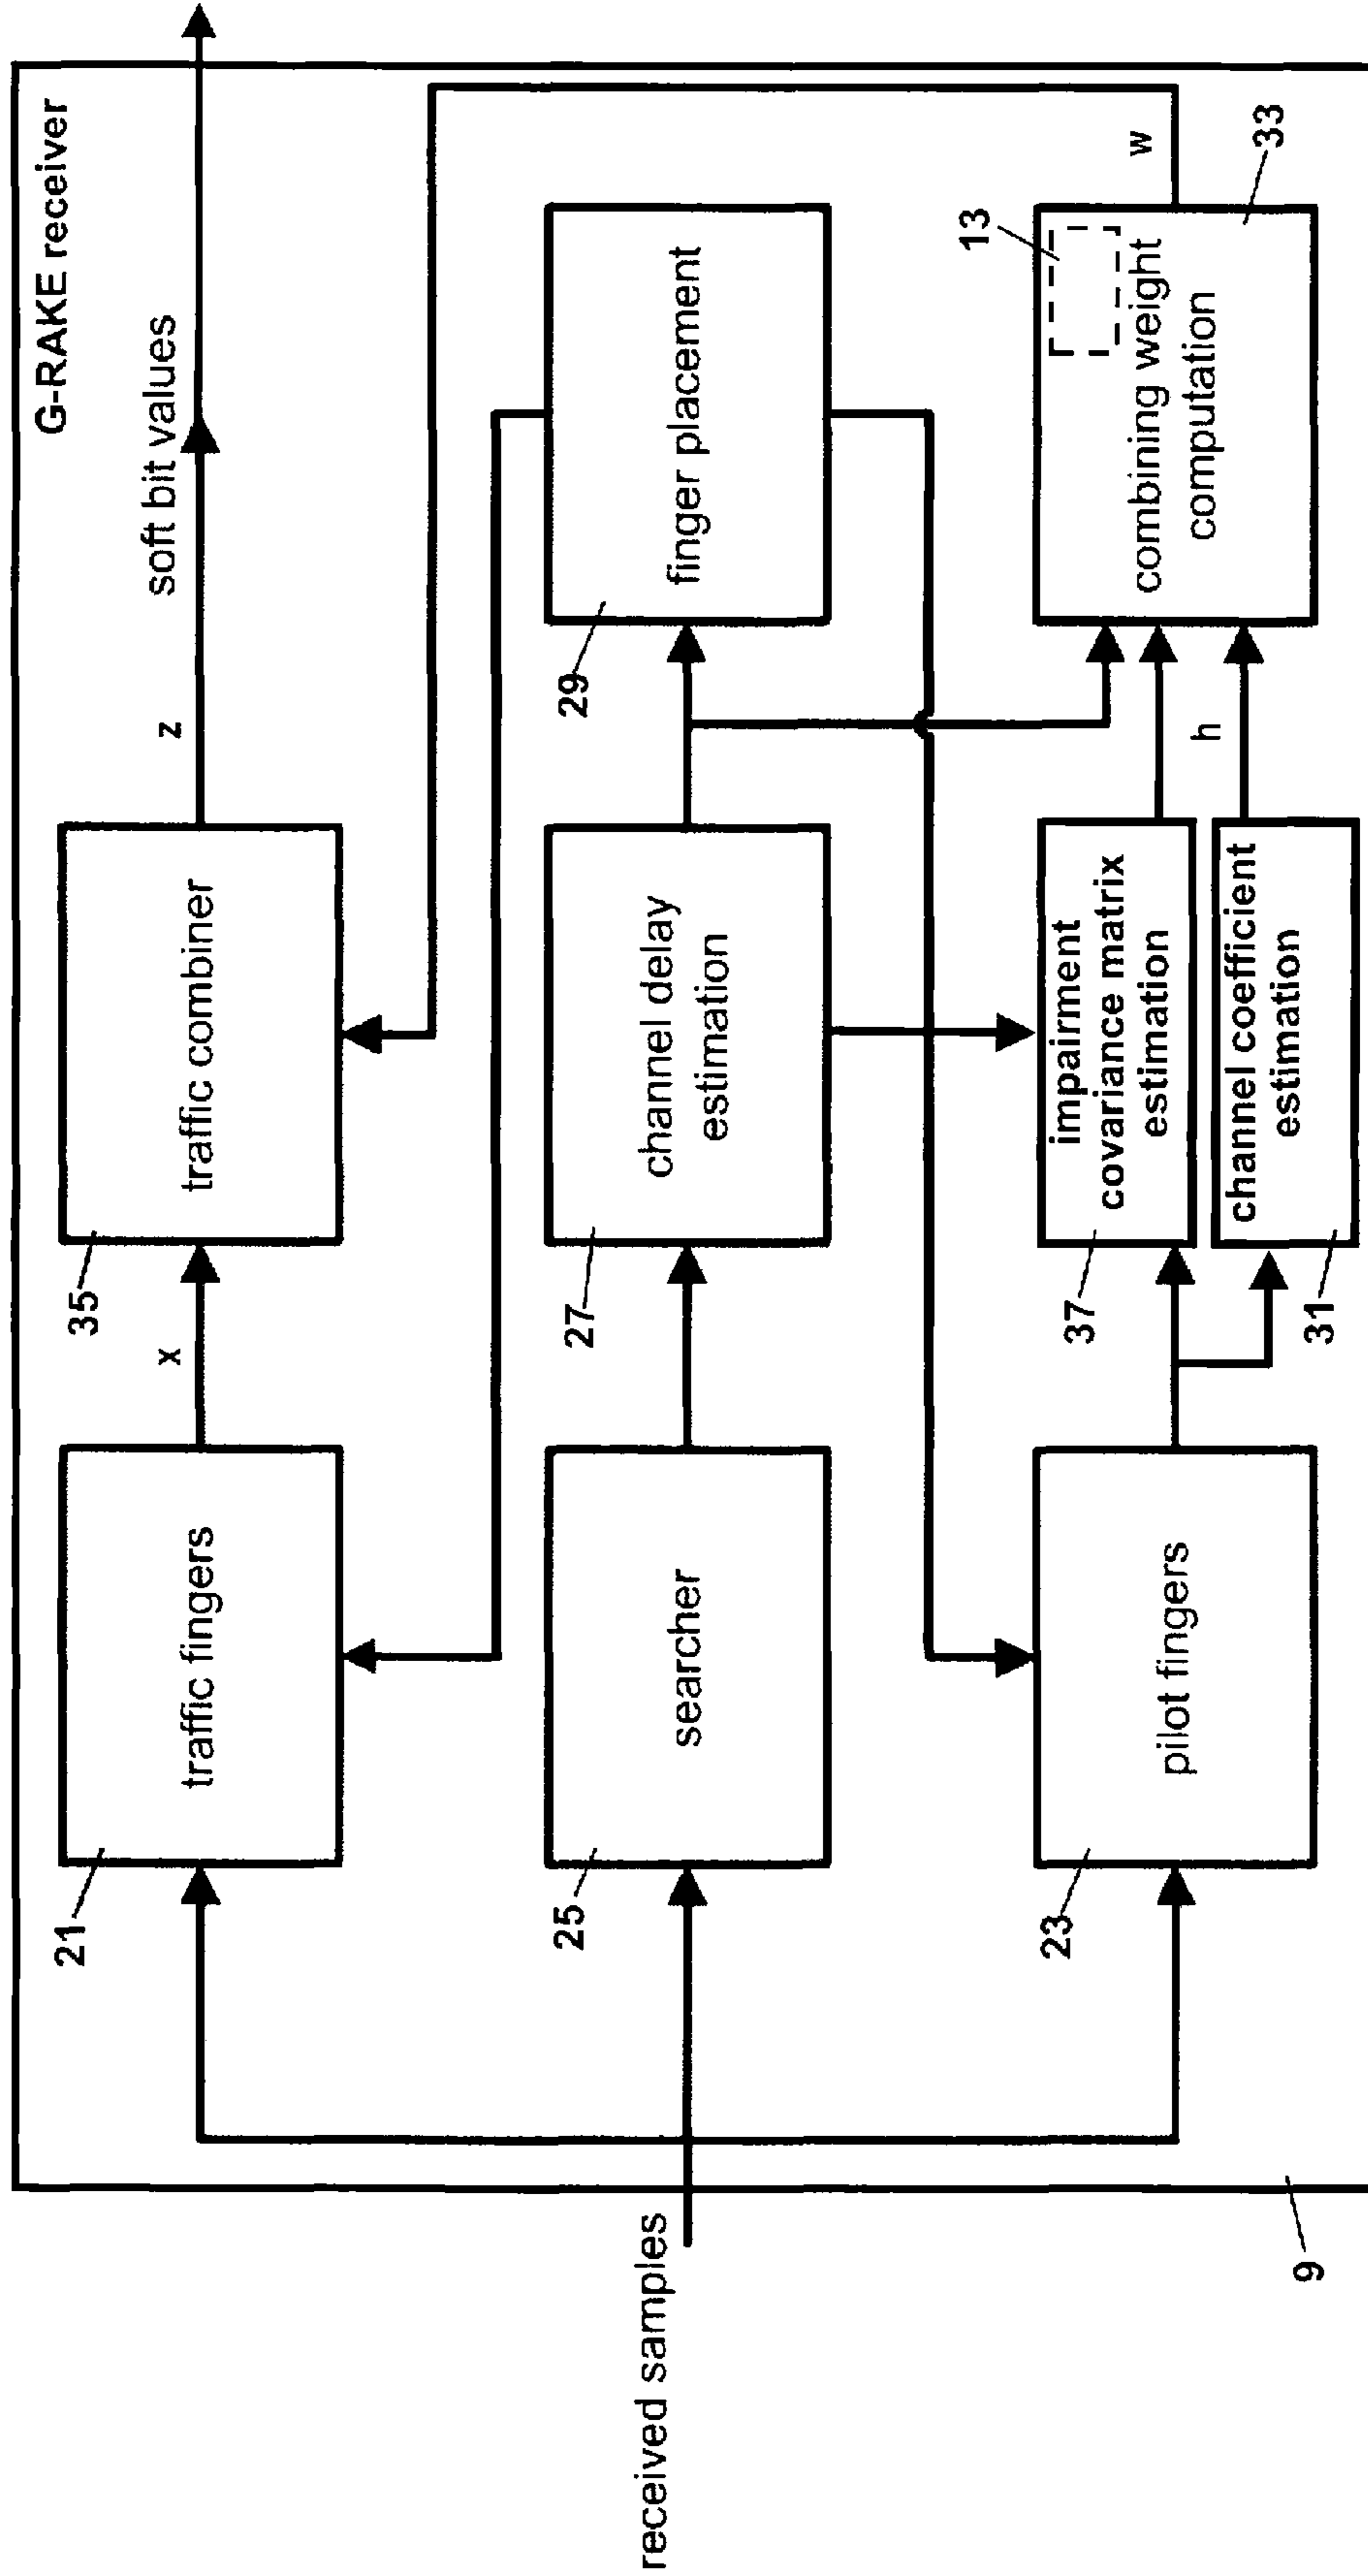 G-RAKE receiver
soft bit values
z
x
traffic fingers
21
traffic combiner
35
received samples
searcher
25
channel delay
estimation
27
finger placement
29
pilot fingers
23
impairment
covariance matrix
estimation
37
channel coefficient
estimation
31
h
13
combining weight
computation
33
w
9